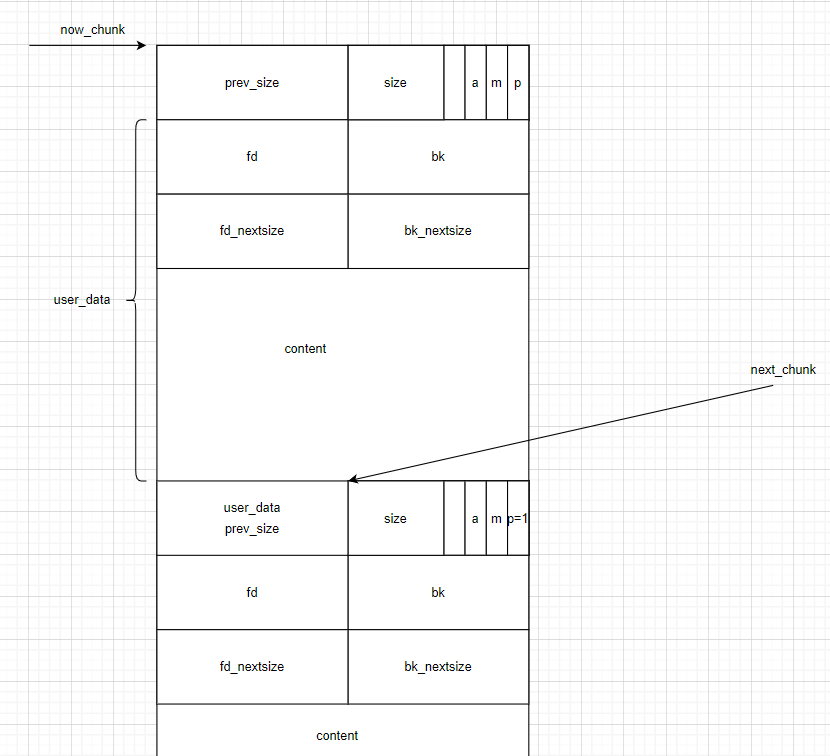 now_chunk
prev_size
size
a
m
p
fd
bk
fd_nextsize
bk_nextsize
user_data
content
next_chunk
user_data
prev_size
size
a
m
p=1
fd
bk
fd_nextsize
bk_nextsize
content